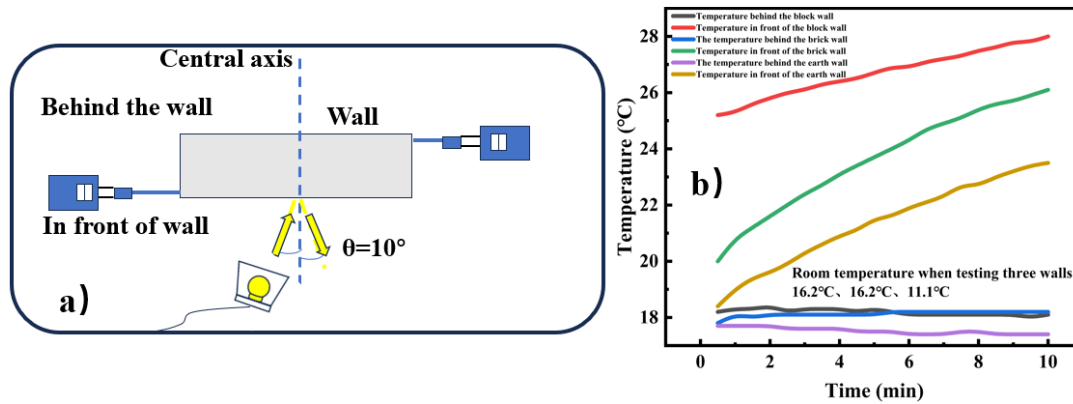 Central axis
Behind the wall
Wall
In front of wall
θ=10°
a)
Temperature behind the block wall
Temperature in front of the block wall
The temperature behind the brick wall
Temperature in front of the brick wall
The temperature behind the earth wall
Temperature in front of the earth wall
b)
Temperature (℃)
28
26
24
22
20
18
Room temperature when testing three walls
16.2℃、16.2℃、11.1℃
0 2 4 6 8 10
Time (min)